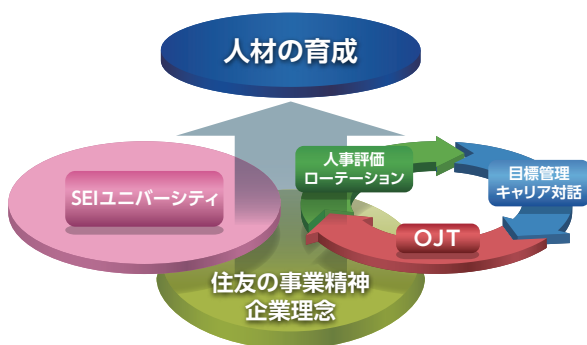 人材の育成
人事評価
ローテーション
目標管理
キャリア対話
SEIユニバーシティ
OJT
住友の事業精神
企業理念